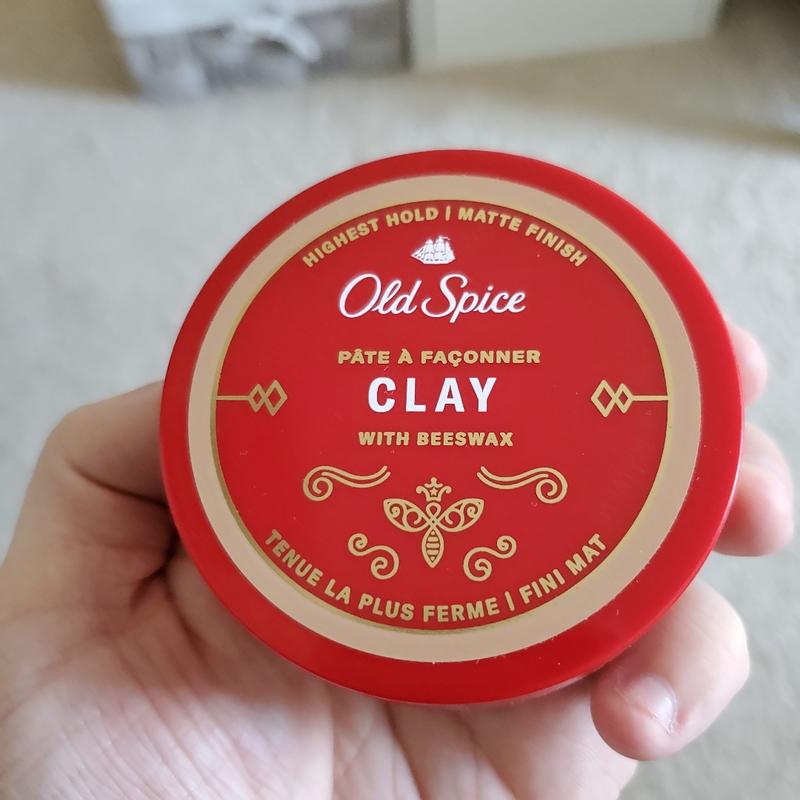 HIGHEST HOLD | MATTE FINISH
Old Spice
PÂTE À FAÇONNER
CLAY
WITH BEESWAX
TENUE LA PLUS FERME | FINI MAT